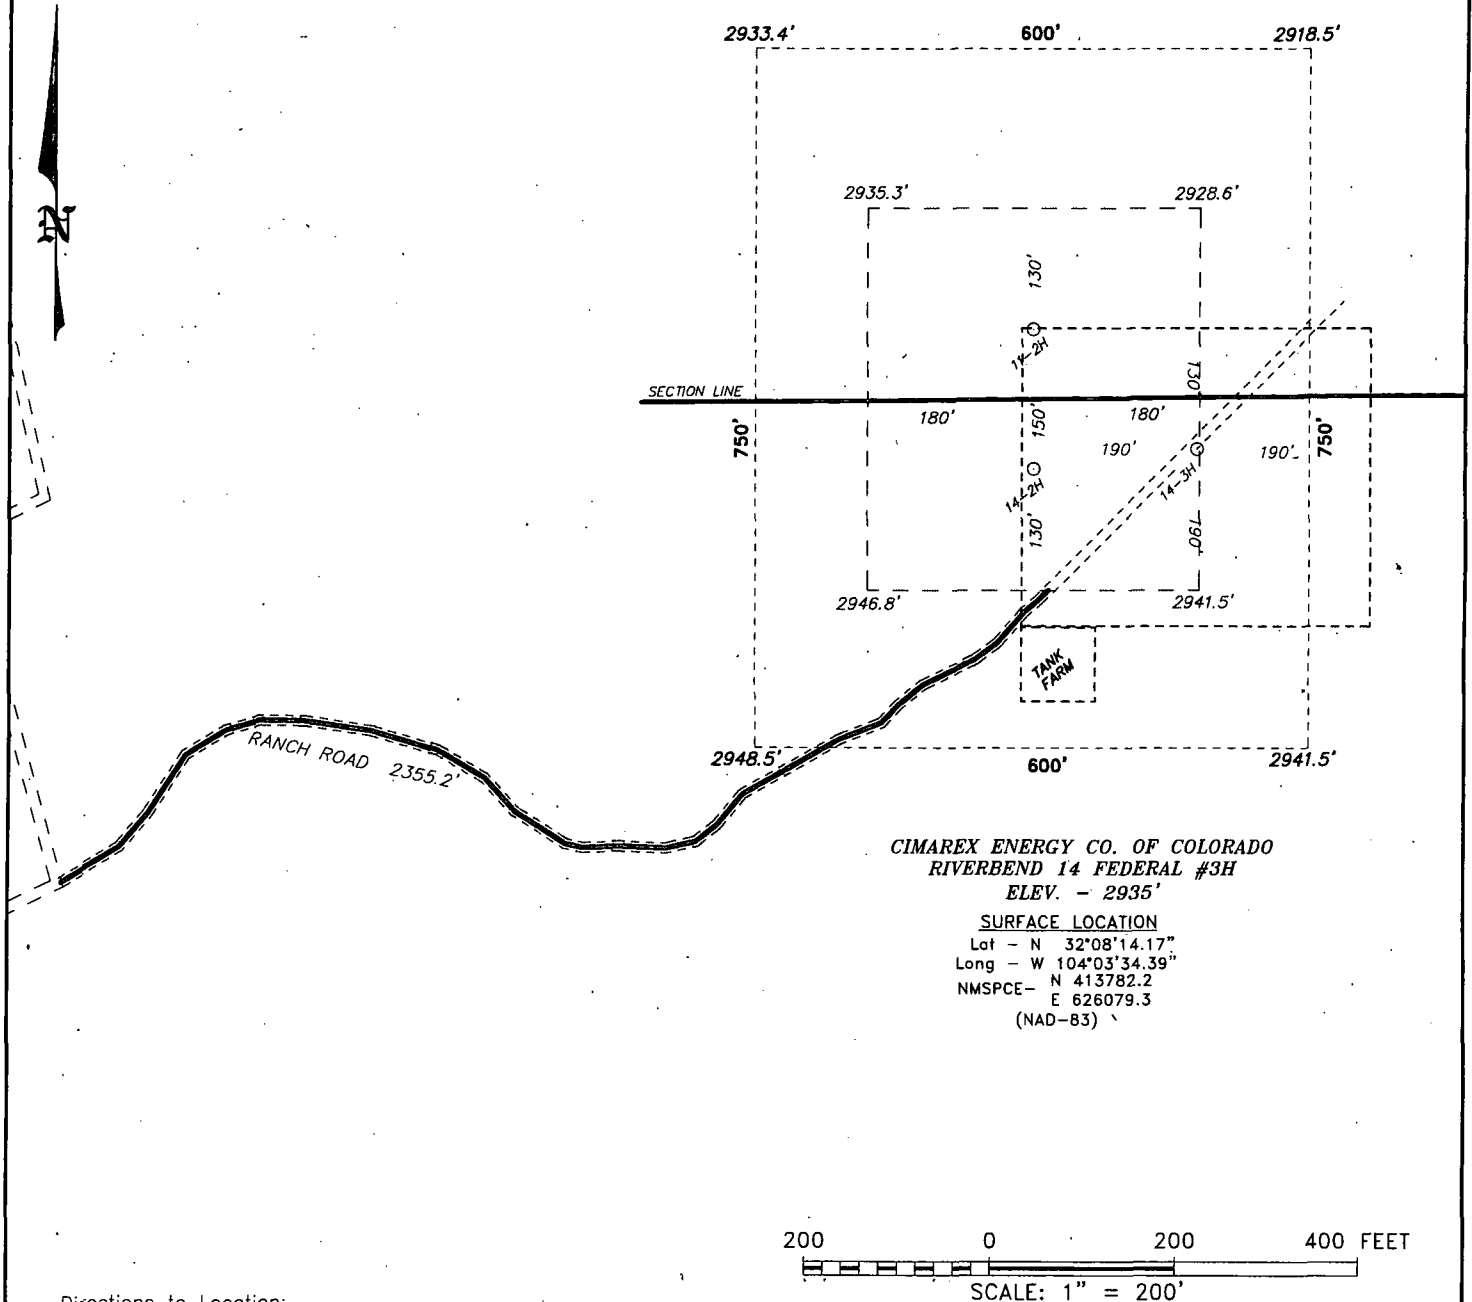 2933.4' 600' 2918.5'
N
2935.3' 2928.6'
130'
14-2H
130'
SECTION LINE
180' 150' 180'
750' 190' 190' 750'
14-2H 14-3H
130' 190'
2946.8' 2941.5'
TANK
FARM
RANCH ROAD 2355.2'
2948.5' 600' 2941.5'
CIMAREX ENERGY CO. OF COLORADO
RIVERBEND 14 FEDERAL #3H
ELEV. - 2935'
SURFACE LOCATION
Lat - N 32°08'14.17"
Long - W 104°03'34.39"
NMSPCE- N 413782.2
E 626079.3
(NAD-83)
200 0 200 400 FEET
SCALE: 1" = 200'
Directions to Location: